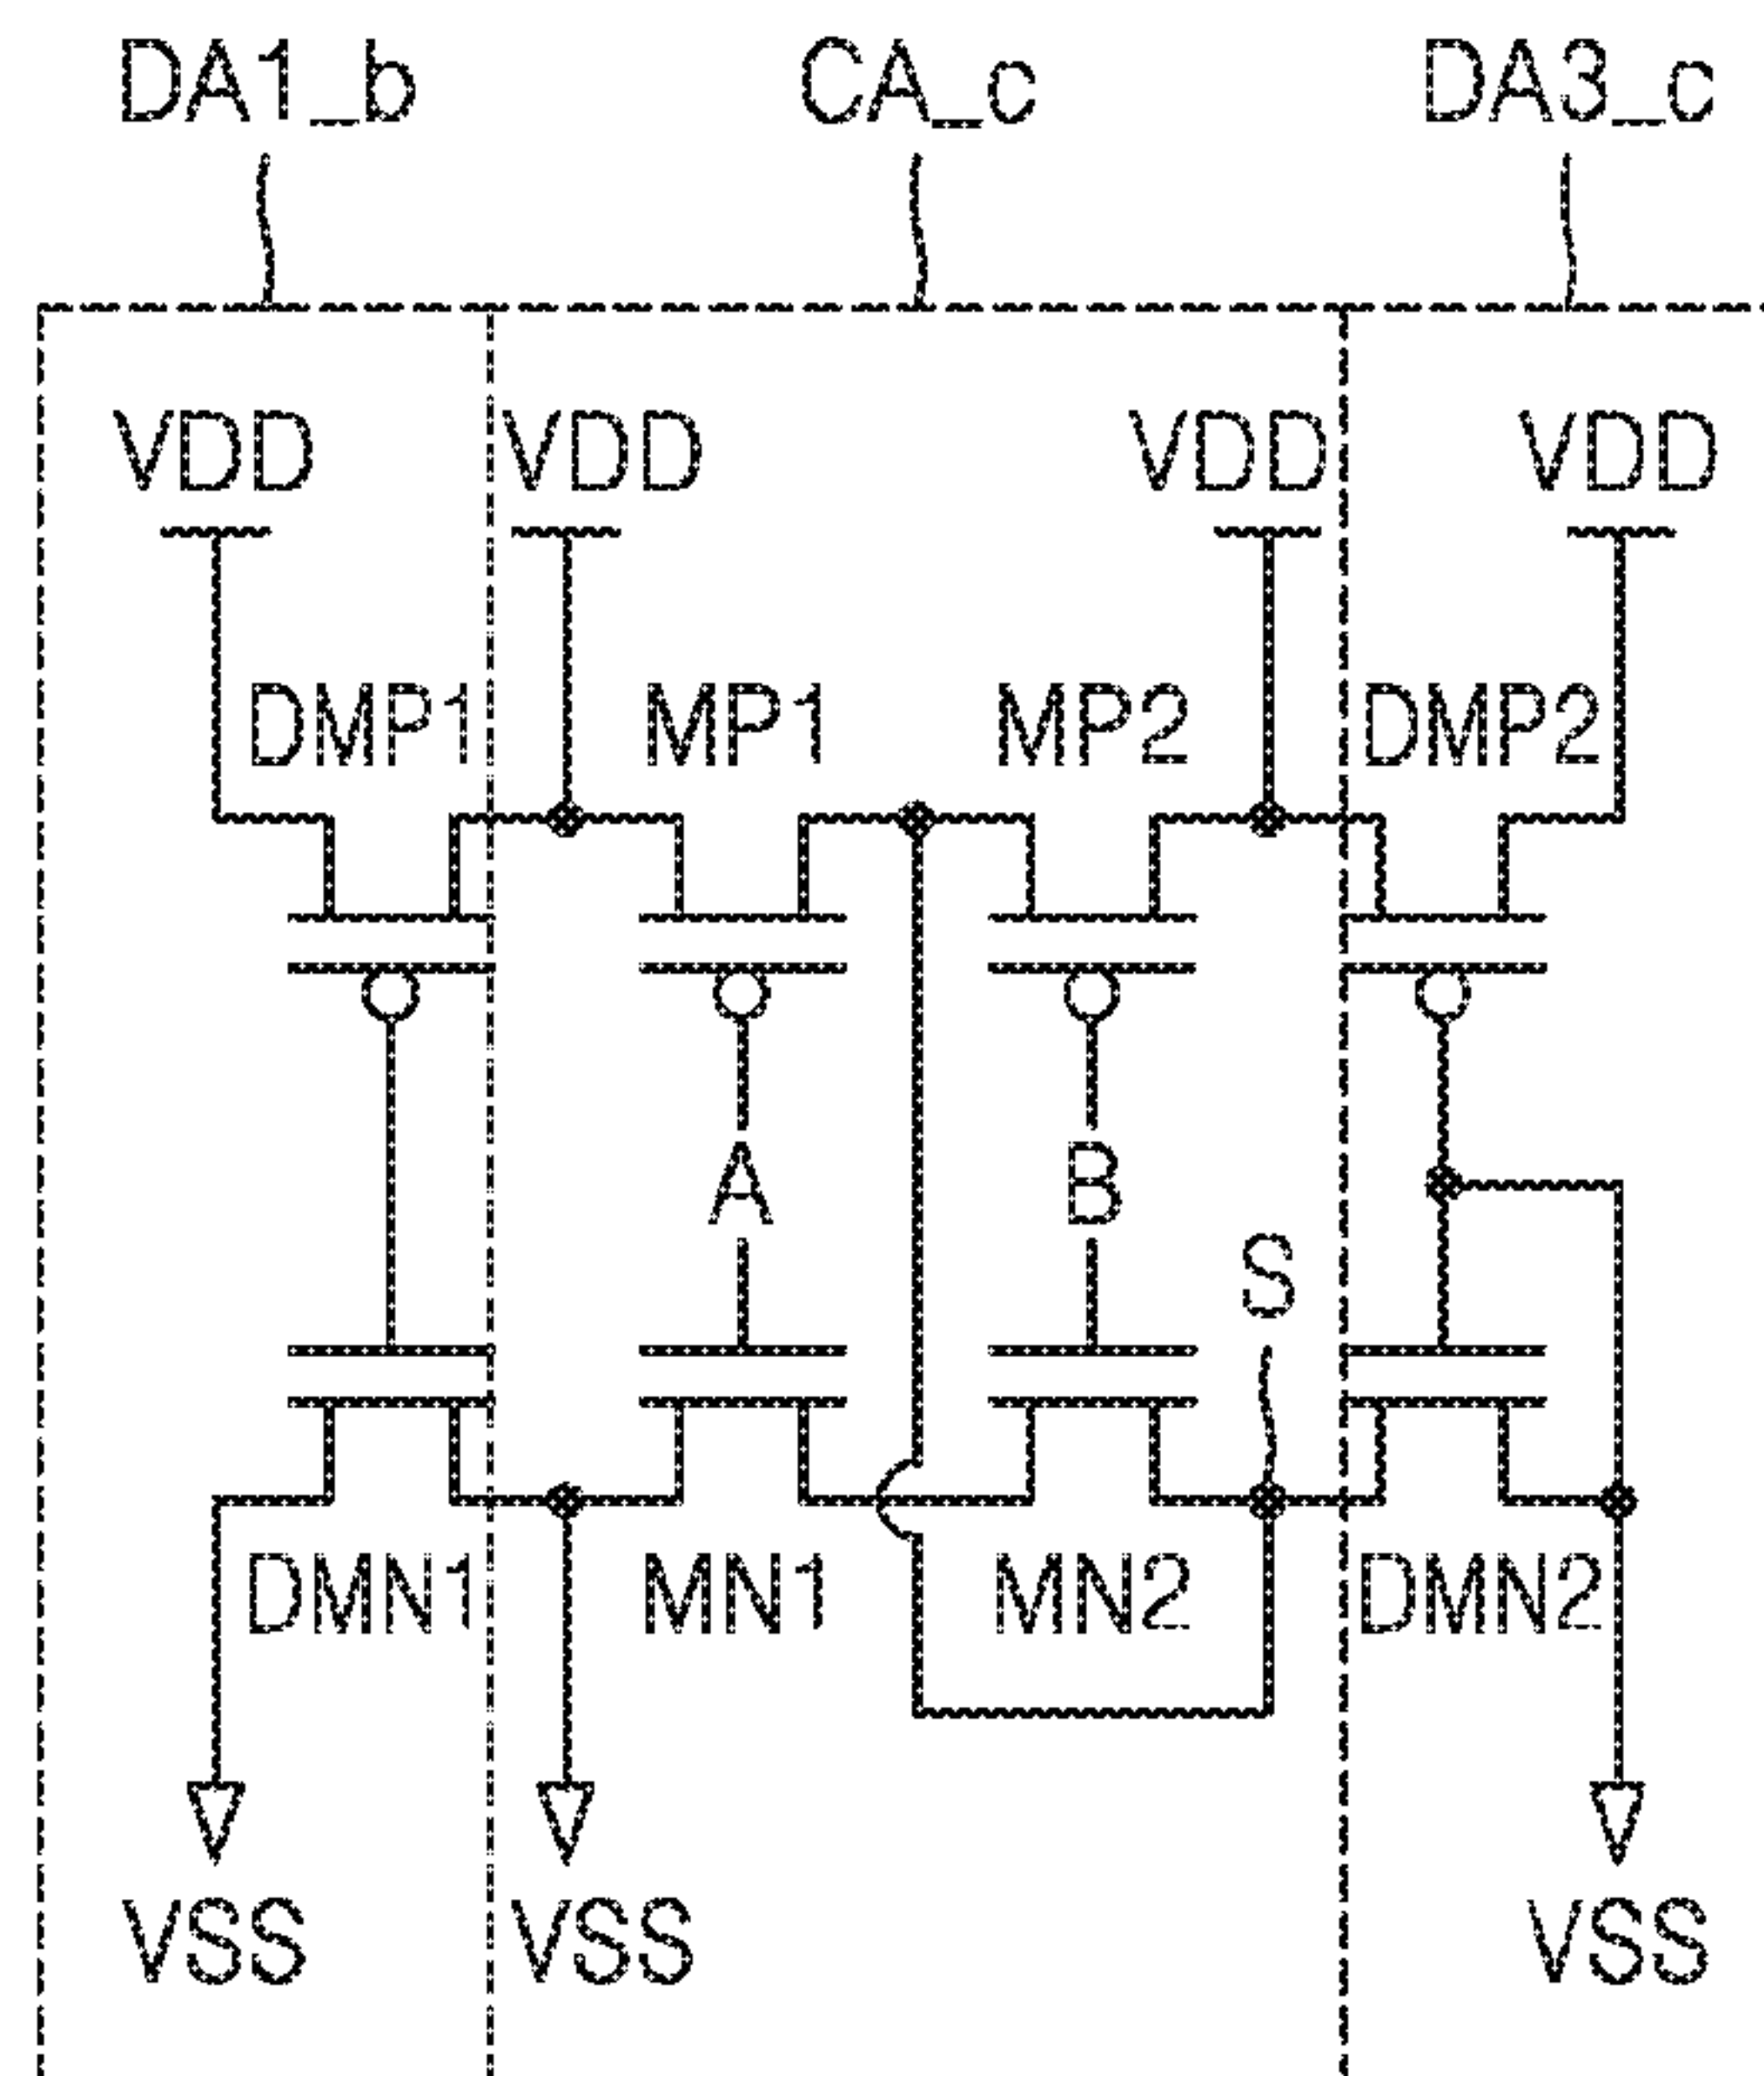 DA1_b CA_c DA3_c
VDD VDD VDD VDD
DMP1 MP1 MP2 DMP2
A B
S
DMN1 MN1 MN2 DMN2
VSS VSS VSS